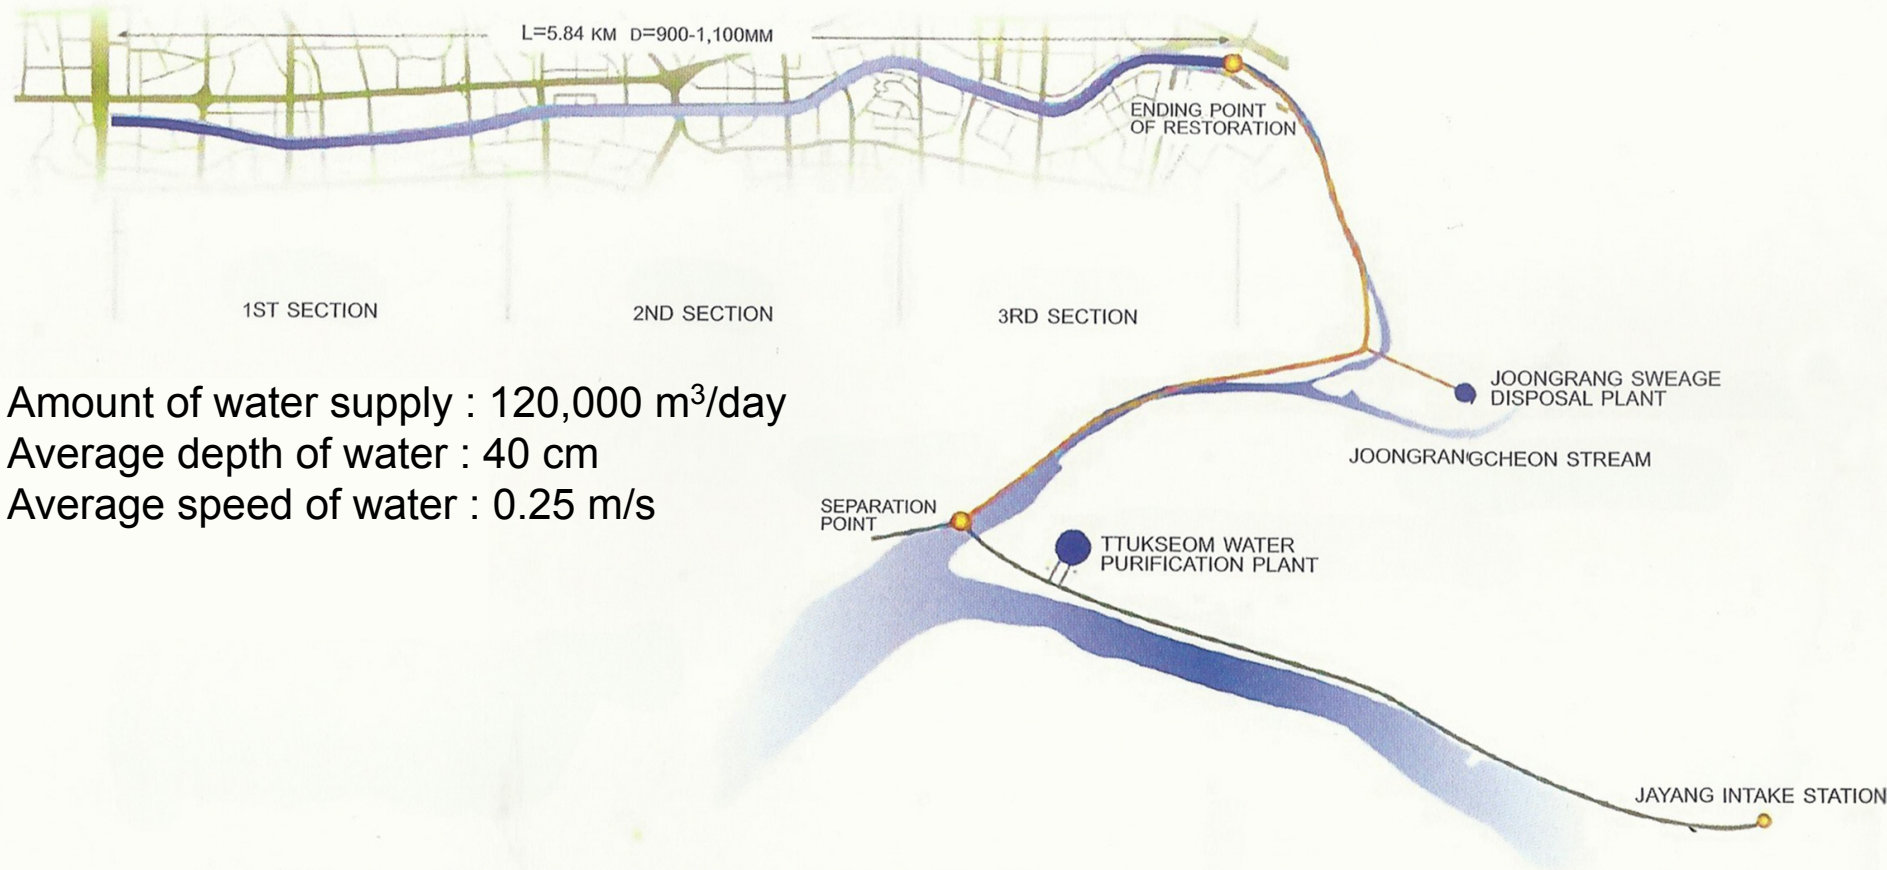 L=5.84 KM D=900-1,100MM
ENDING POINT
OF RESTORATION
1ST SECTION
2ND SECTION
3RD SECTION
Amount of water supply : 120,000 m³/day
Average depth of water : 40 cm
Average speed of water : 0.25 m/s
JOONGRANG SWEAGE
DISPOSAL PLANT
JOONGRANGCHEON STREAM
SEPARATION
POINT
TTUKSEOM WATER
PURIFICATION PLANT
JAYANG INTAKE STATION